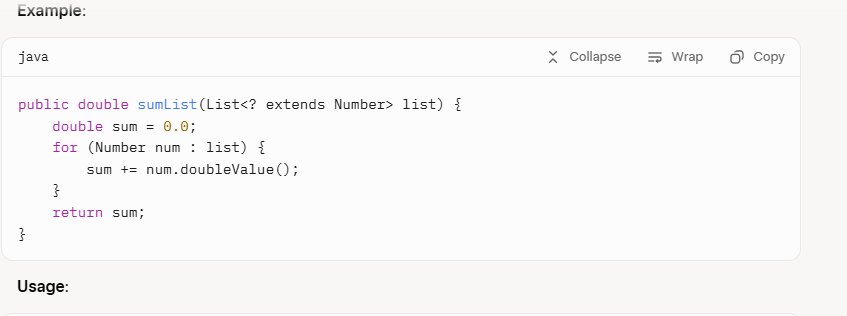 Example:
java Collapse Wrap Copy
public double sumList(List<? extends Number> list) {
    double sum = 0.0;
    for (Number num : list) {
        sum += num.doubleValue();
    }
    return sum;
}
Usage: